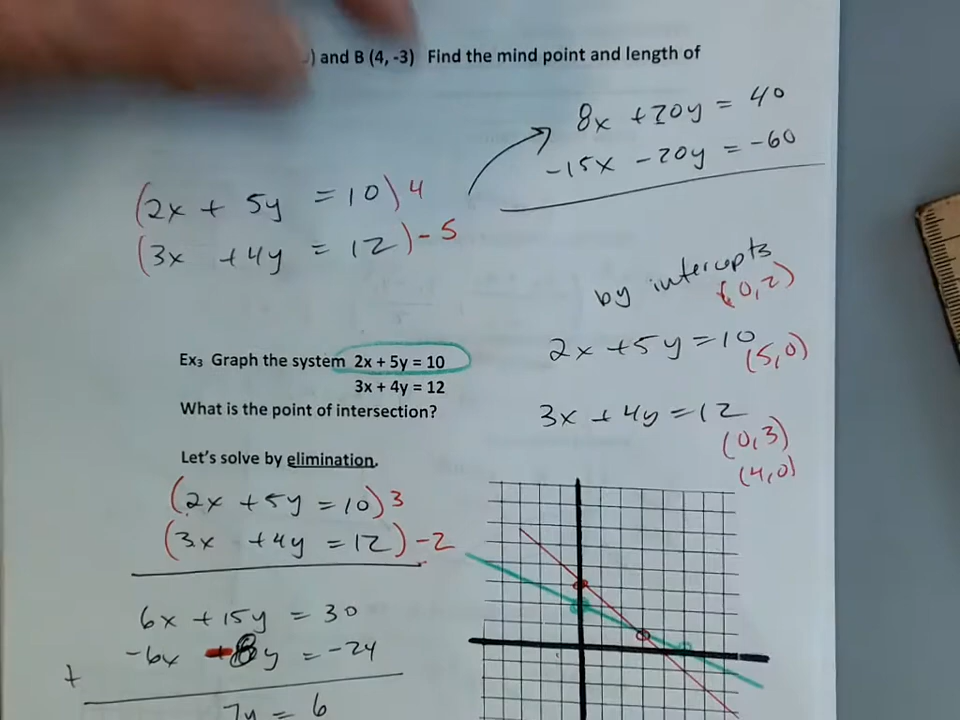 ) and B (4, -3) Find the mind point and length of
8x + 20y = 40
-15x - 20y = -60
(2x + 5y = 10) 4
(3x + 4y = 12) -5
by intercepts
(0,2)
2x + 5y = 10
(5,0)
3x + 4y = 12
(0,3)
(4,0)
Ex3 Graph the system 2x + 5y = 10
3x + 4y = 12
What is the point of intersection?
Let's solve by elimination.
(2x + 5y = 10) 3
(3x + 4y = 12) -2
6x + 15y = 30
-6x - 8y = -24
+
7y = 6